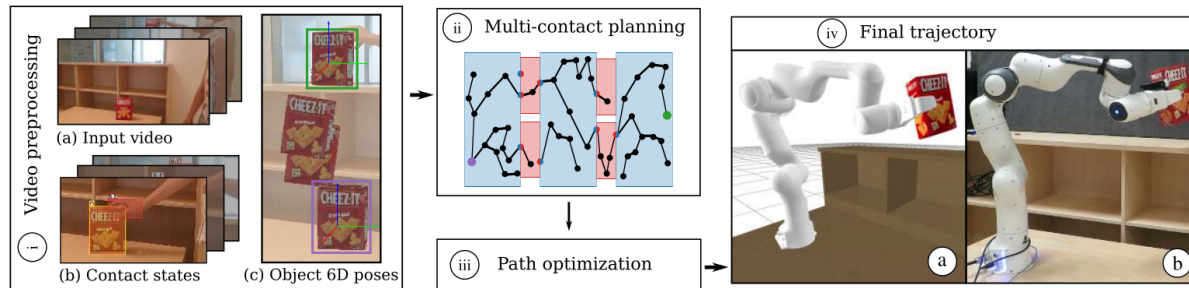 Video preprocessing
i
(a) Input video
(b) Contact states
(c) Object 6D poses
CHEEZ-IT
CHEEZ-IT
CHEEZ-IT
CHEEZ-IT
ii
Multi-contact planning
iii
Path optimization
iv
Final trajectory
a
b